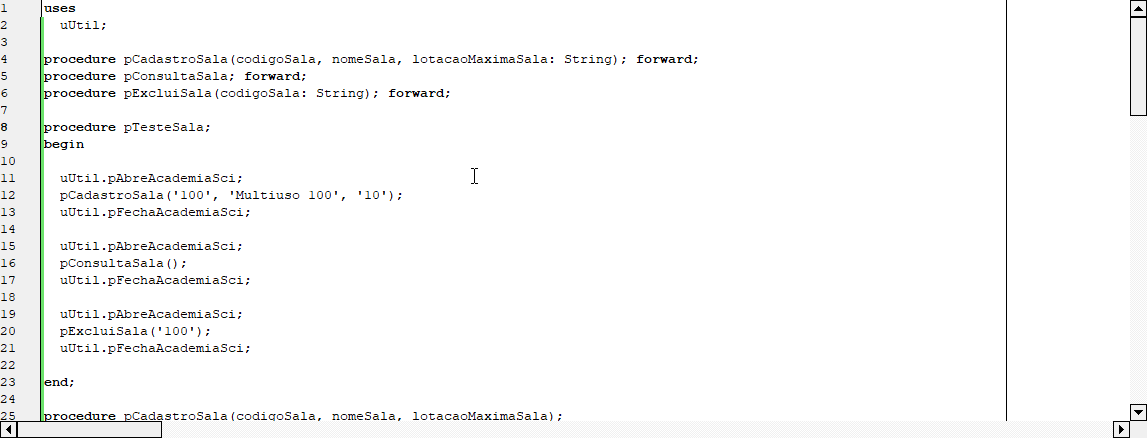 1 uses
2   uUtil;
3
4 procedure pCadastroSala(codigoSala, nomeSala, lotacaoMaximaSala: String); forward;
5 procedure pConsultaSala; forward;
6 procedure pExcluiSala(codigoSala: String); forward;
7
8 procedure pTesteSala;
9 begin
10
11   uUtil.pAbreAcademiaSci;
12   pCadastroSala('100', 'Multiuso 100', '10');
13   uUtil.pFechaAcademiaSci;
14
15   uUtil.pAbreAcademiaSci;
16   pConsultaSala();
17   uUtil.pFechaAcademiaSci;
18
19   uUtil.pAbreAcademiaSci;
20   pExcluiSala('100');
21   uUtil.pFechaAcademiaSci;
22
23 end;
24
25 procedure pCadastroSala(codigoSala, nomeSala, lotacaoMaximaSala);